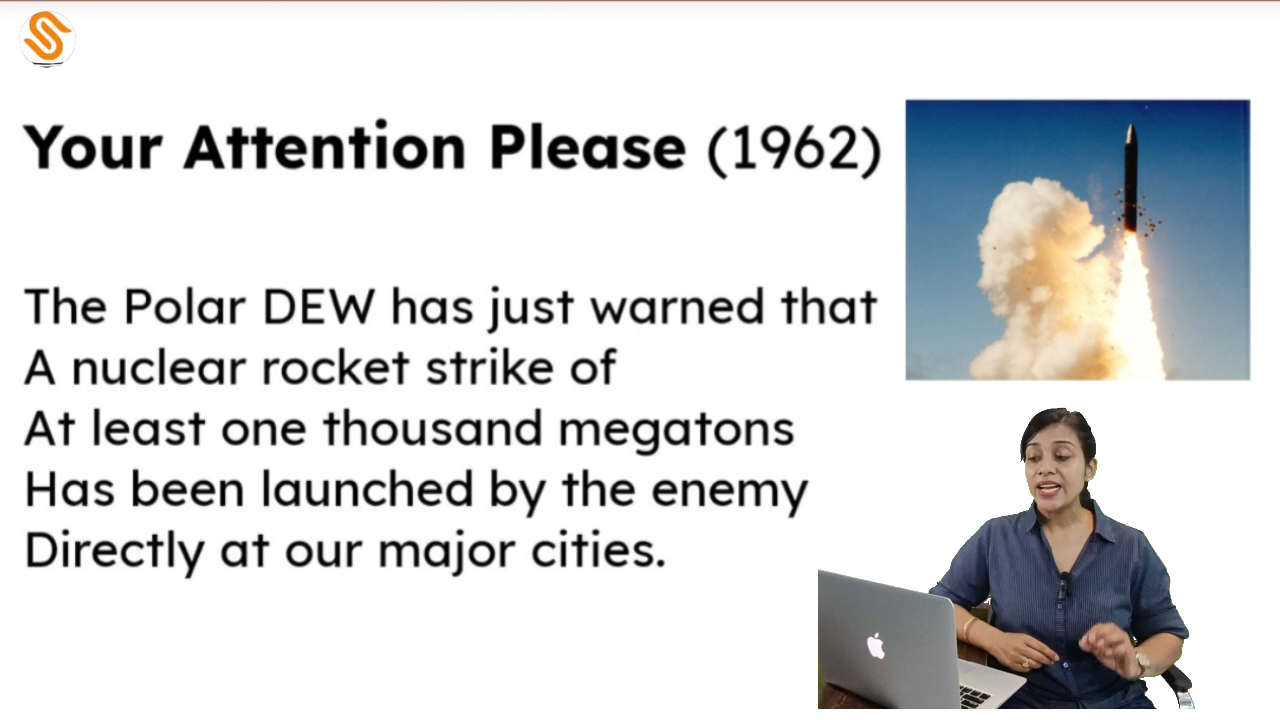 Your Attention Please (1962)
The Polar DEW has just warned that
A nuclear rocket strike of
At least one thousand megatons
Has been launched by the enemy
Directly at our major cities.